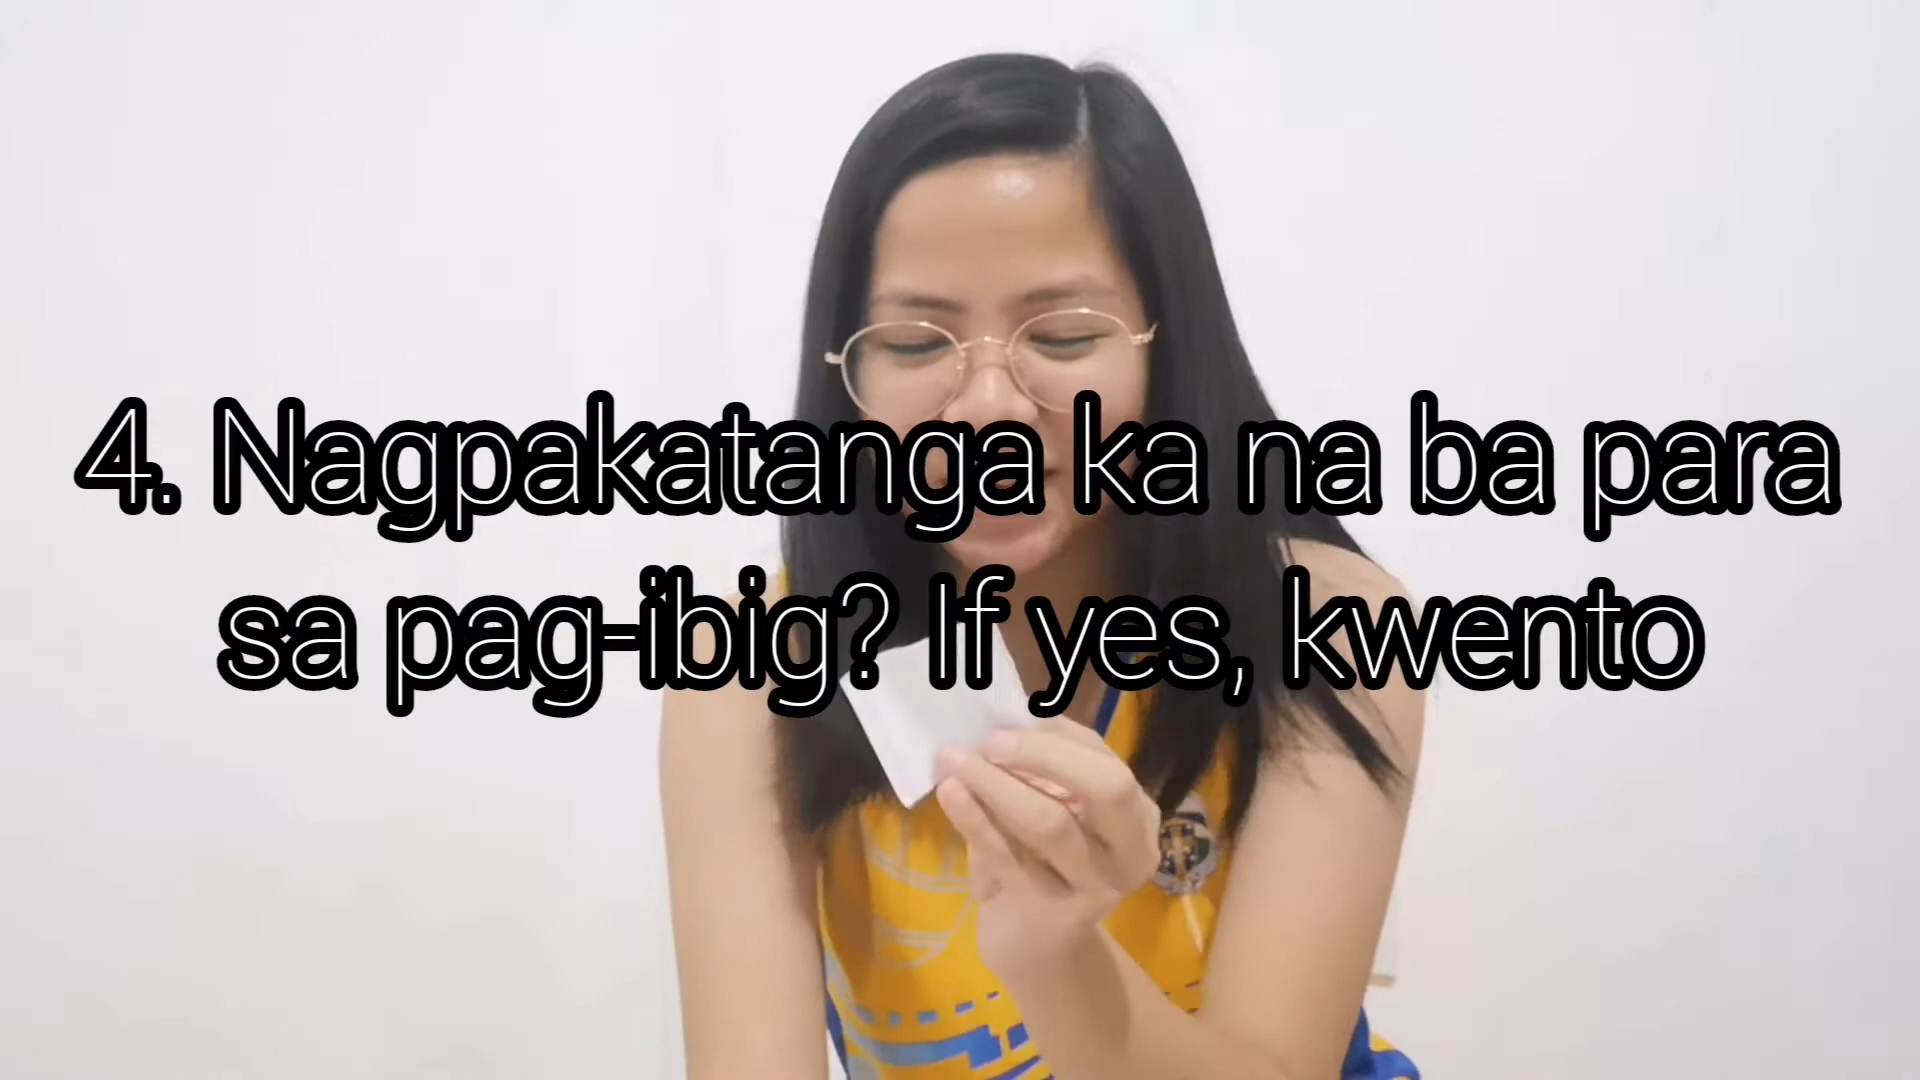 4. Nagpakatanga ka na ba para
sa pag-ibig? If yes, kwento